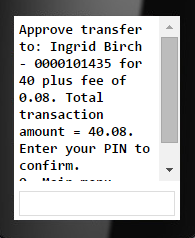 Approve transfer
to: Ingrid Birch
- 0000101435 for
40 plus fee of
0.08. Total
transaction
amount = 40.08.
Enter your PIN to
confirm.